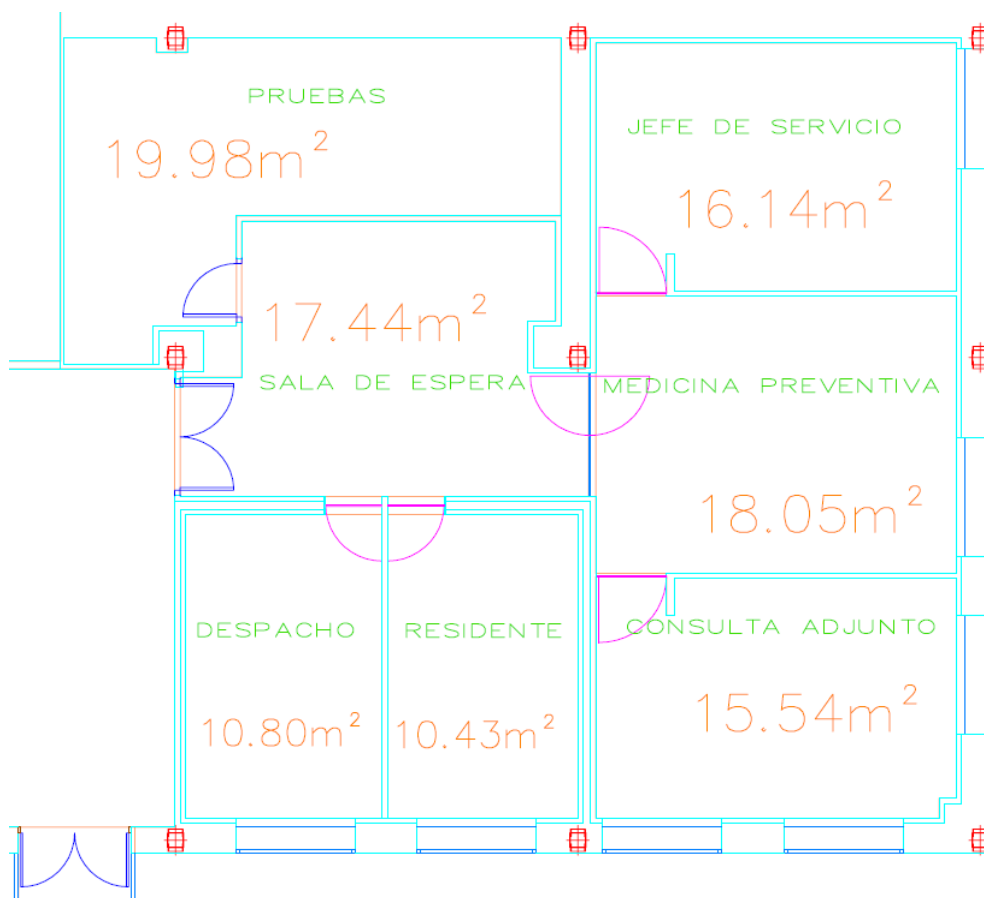 PRUEBAS
19.98m²
JEFE DE SERVICIO
16.14m²
17.44m²
SALA DE ESPERA
MEDICINA PREVENTIVA
18.05m²
DESPACHO
10.80m²
RESIDENTE
10.43m²
CONSULTA ADJUNTO
15.54m²